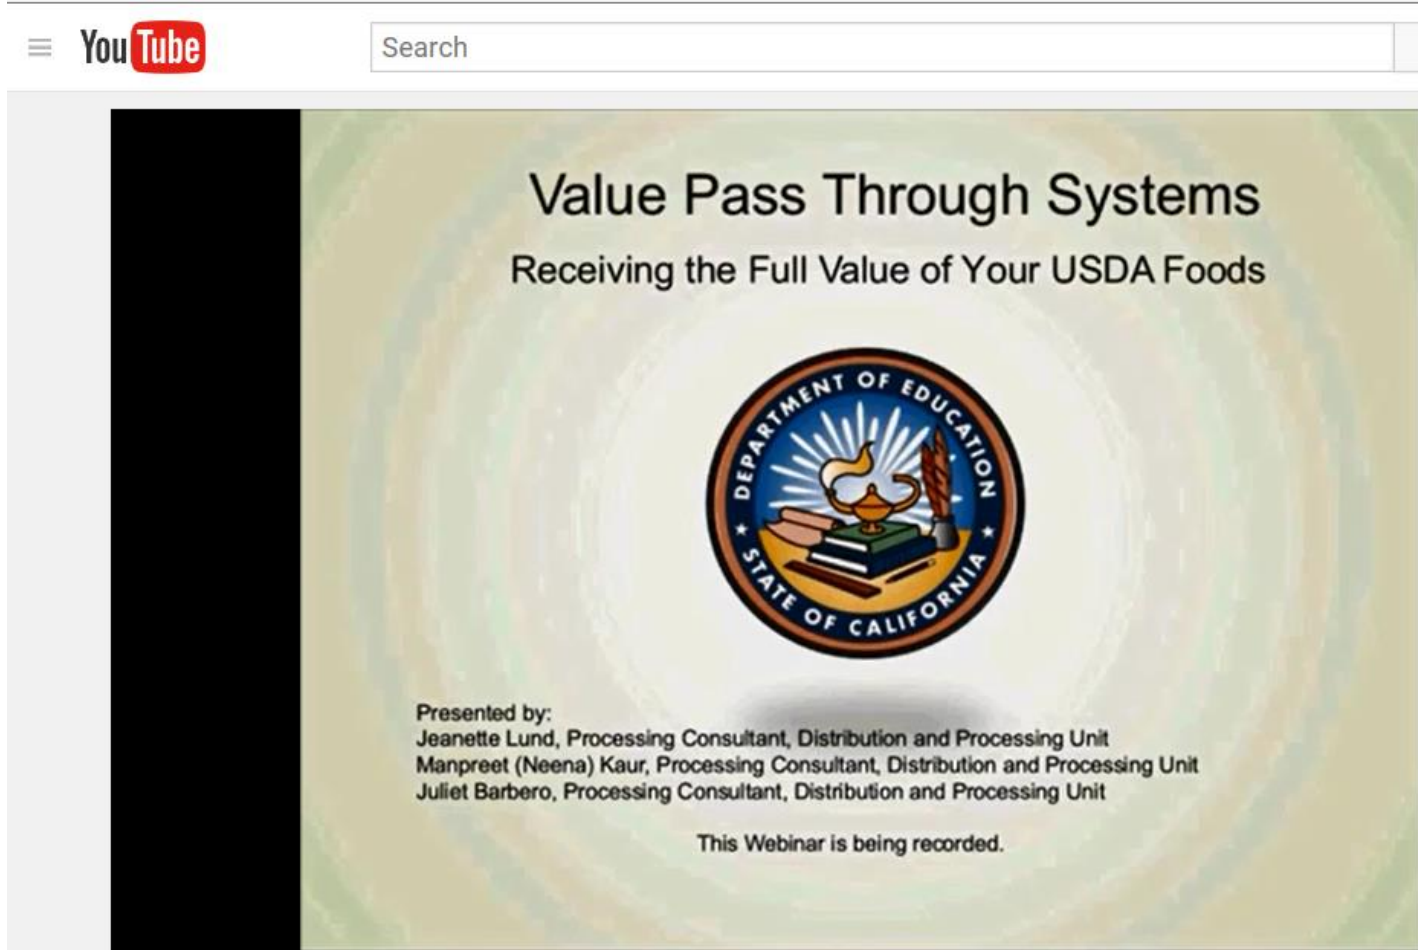 YouTube
Search
Value Pass Through Systems
Receiving the Full Value of Your USDA Foods
DEPARTMENT OF EDUCATION
STATE OF CALIFORNIA
Presented by:
Jeanette Lund, Processing Consultant, Distribution and Processing Unit
Manpreet (Neena) Kaur, Processing Consultant, Distribution and Processing Unit
Juliet Barbero, Processing Consultant, Distribution and Processing Unit
This Webinar is being recorded.